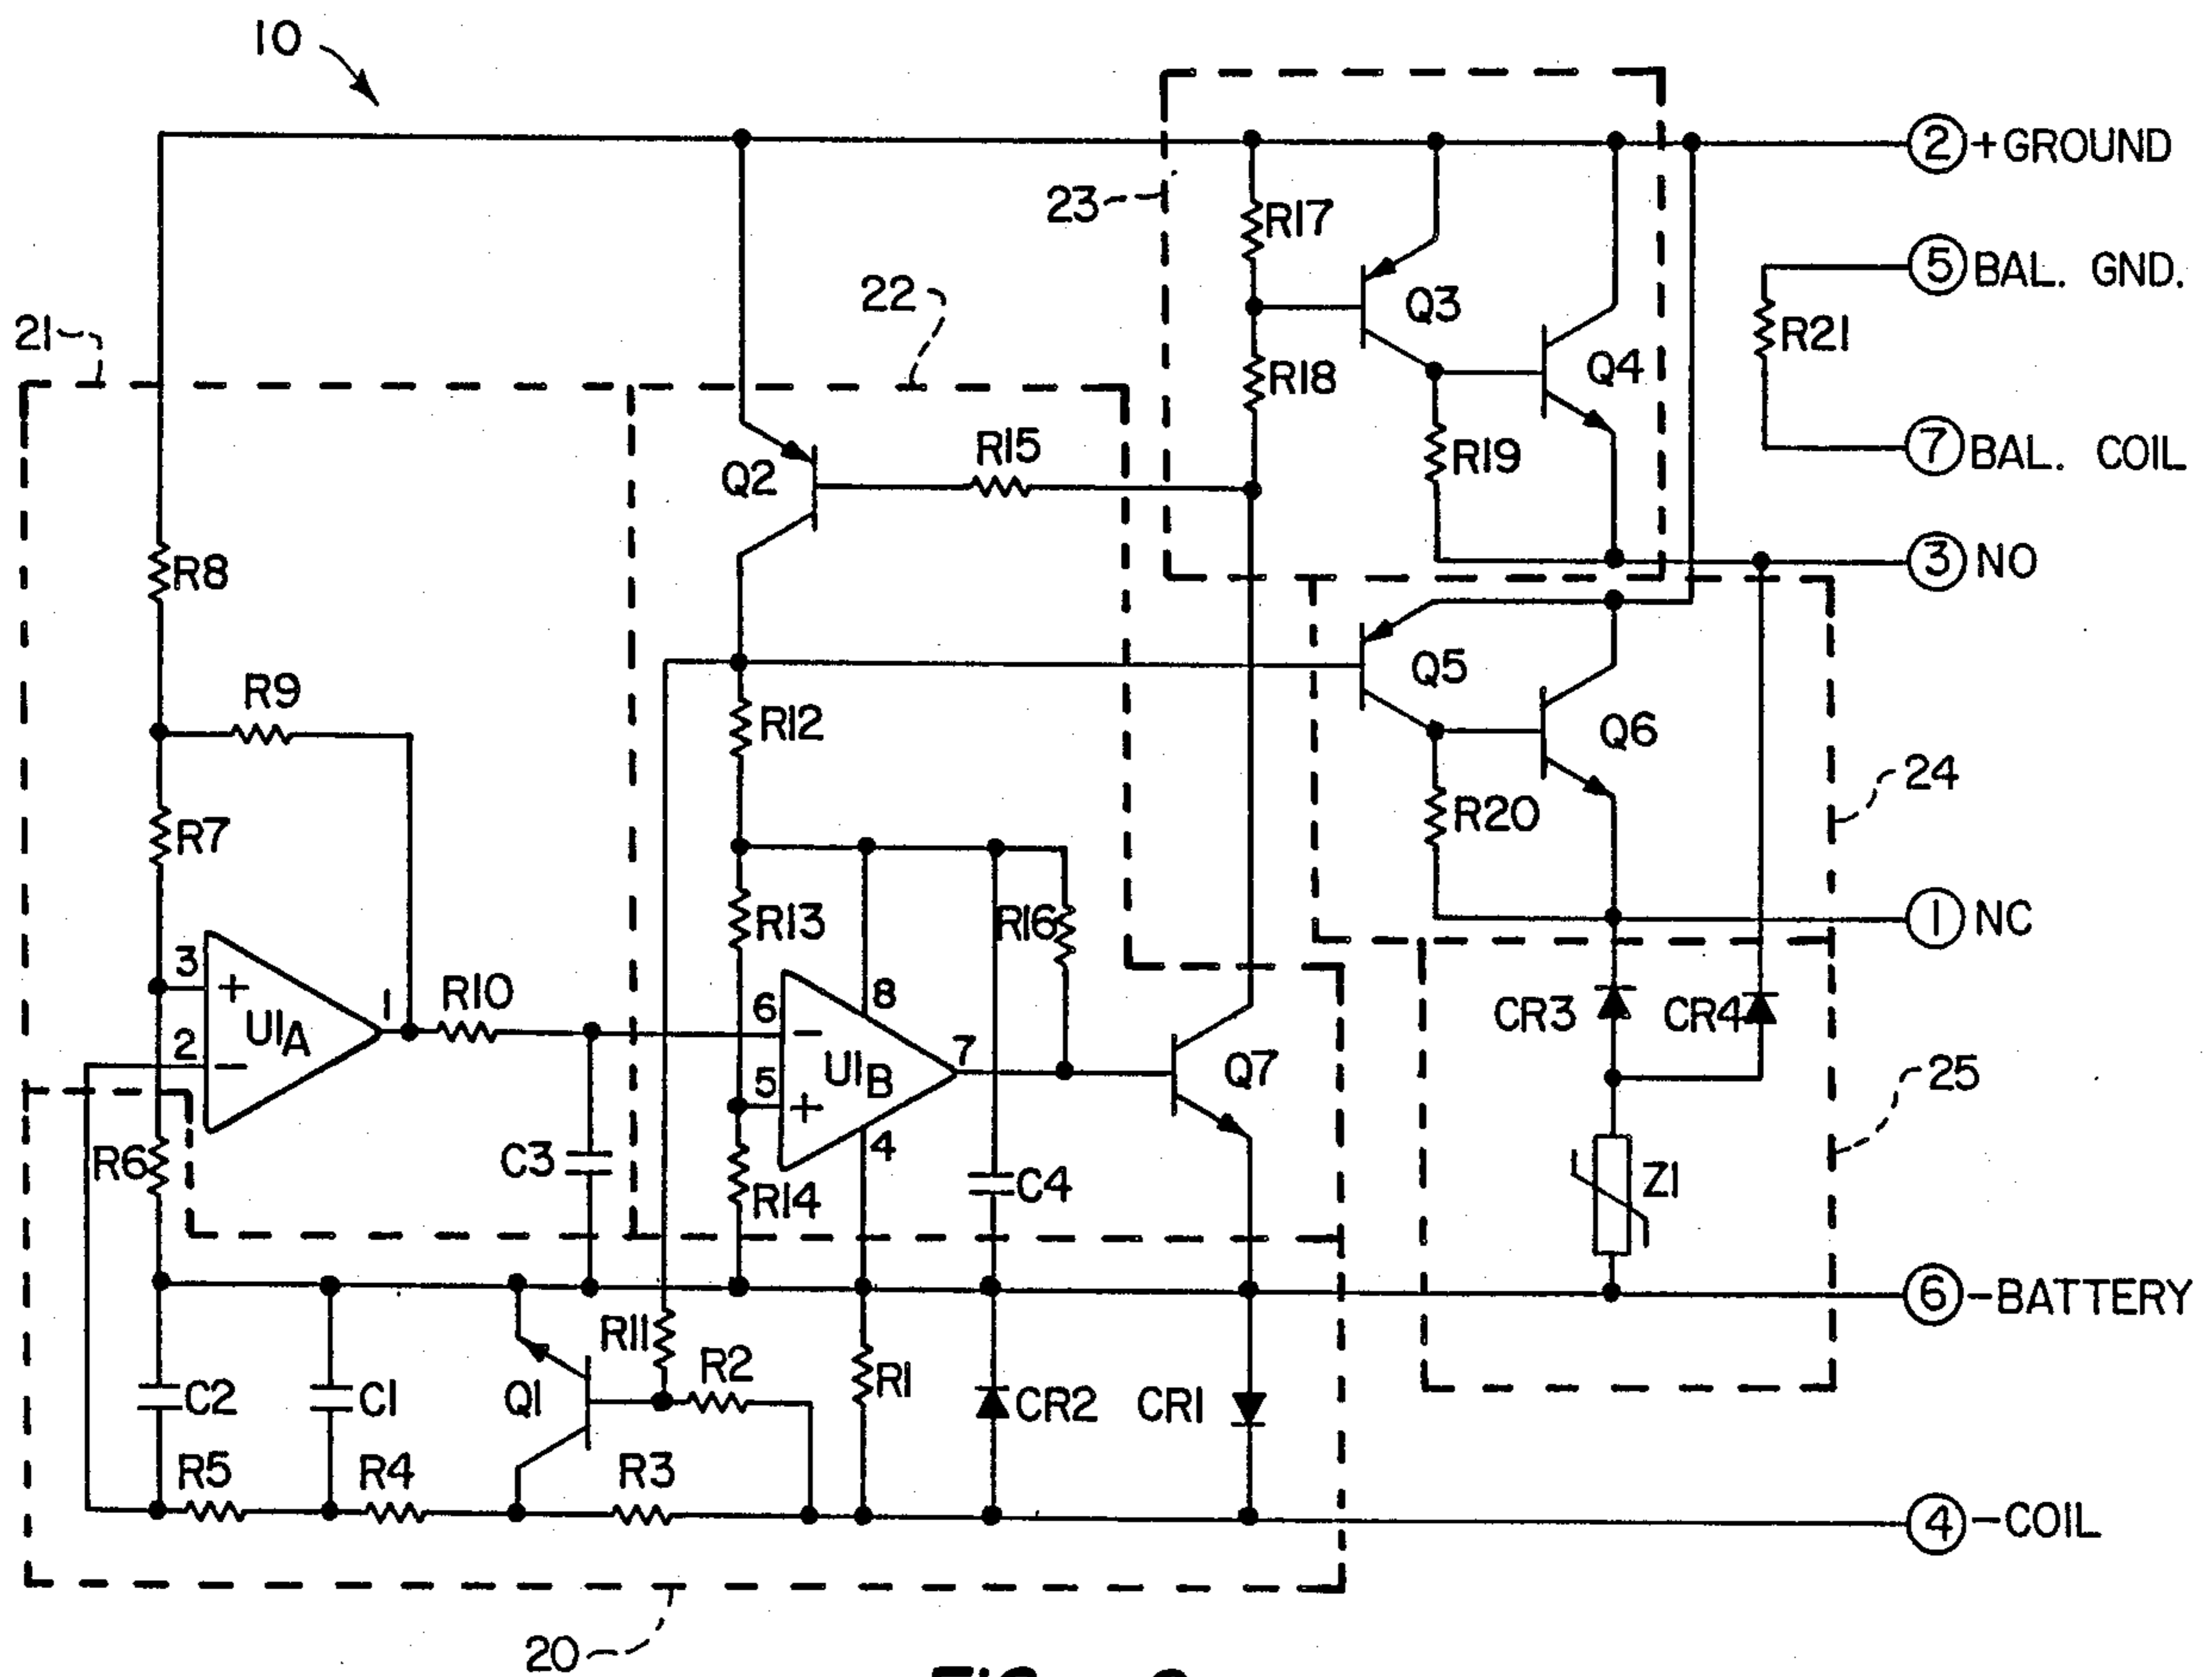 10
2 +GROUND
23
R17
5 BAL. GND.
22
Q3
21
R21
R18
Q4
R15
7 BAL. COIL
Q2
R19
R8
3 NO
Q5
R9
R12
Q6
24
R7
R20
R13
R16
1 NC
3
+
1
R10
6
8
CR3
CR4
UIA
−
2
−
UIB
7
Q7
25
5
+
R6
C3
4
C4
Z1
R14
6 −BATTERY
R11
R2
C2
C1
Q1
R1
CR2
CR1
R5
R4
R3
4 −COIL
20